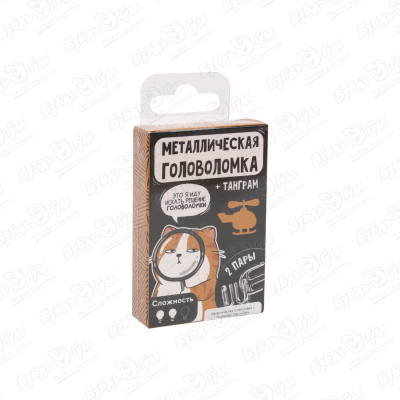 МЕТАЛЛИЧЕСКАЯ
ГОЛОВОЛОМКА
+ ТАНГРАМ
ЭТО Я ИДУ
ИСКАТЬ РЕШЕНИЕ
ГОЛОВОЛОМКИ
2 ПАРЫ
Сложность